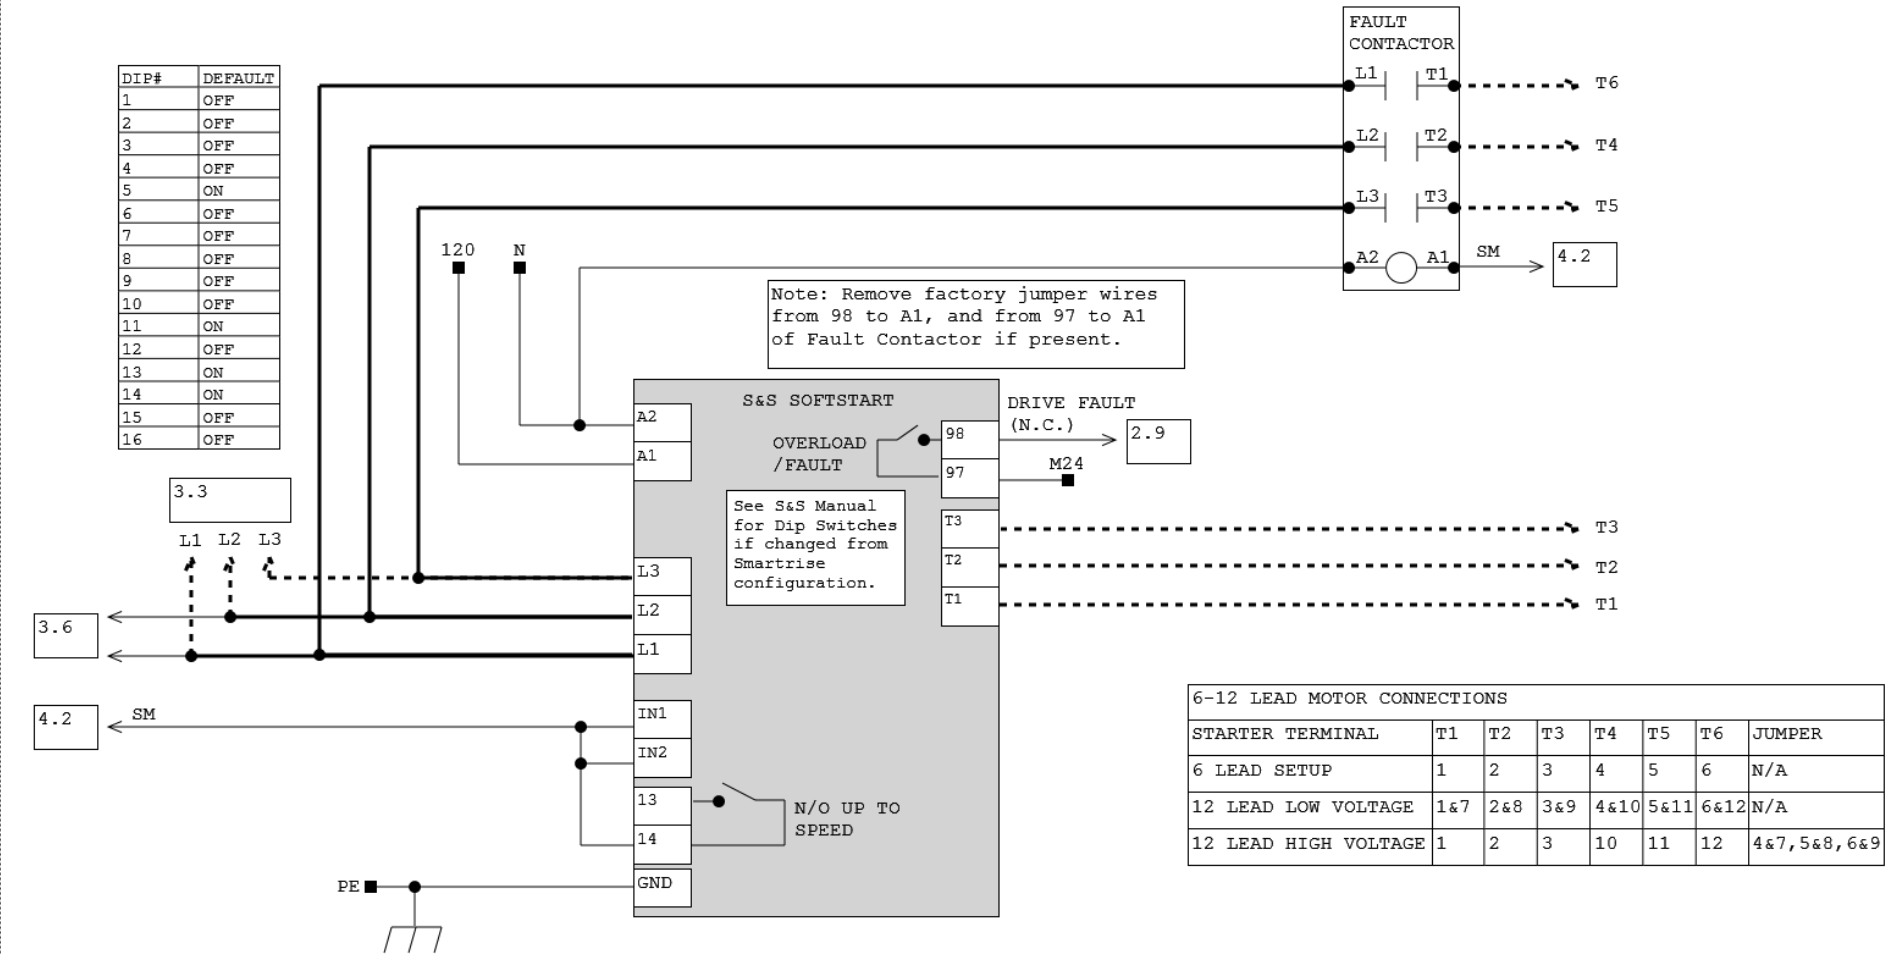 FAULT
CONTACTOR
L1 T1
T6
L2 T2
T4
L3 T3
T5
A2 A1
SM
4.2
DIP# DEFAULT
1 OFF
2 OFF
3 OFF
4 OFF
5 ON
6 OFF
7 OFF
8 OFF
9 OFF
10 OFF
11 ON
12 OFF
13 ON
14 ON
15 OFF
16 OFF
120 N
Note: Remove factory jumper wires
from 98 to A1, and from 97 to A1
of Fault Contactor if present.
S&S SOFTSTART
A2
A1
OVERLOAD
/FAULT
98
97
DRIVE FAULT
(N.C.)
2.9
M24
See S&S Manual
for Dip Switches
if changed from
Smartrise
configuration.
T3
T2
T1
T3
T2
T1
3.3
L1 L2 L3
L3
L2
L1
3.6
4.2
SM
IN1
IN2
13
14
N/O UP TO
SPEED
PE
GND
6-12 LEAD MOTOR CONNECTIONS
STARTER TERMINAL T1 T2 T3 T4 T5 T6 JUMPER
6 LEAD SETUP 1 2 3 4 5 6 N/A
12 LEAD LOW VOLTAGE 1&7 2&8 3&9 4&10 5&11 6&12 N/A
12 LEAD HIGH VOLTAGE 1 2 3 10 11 12 4&7,5&8,6&9